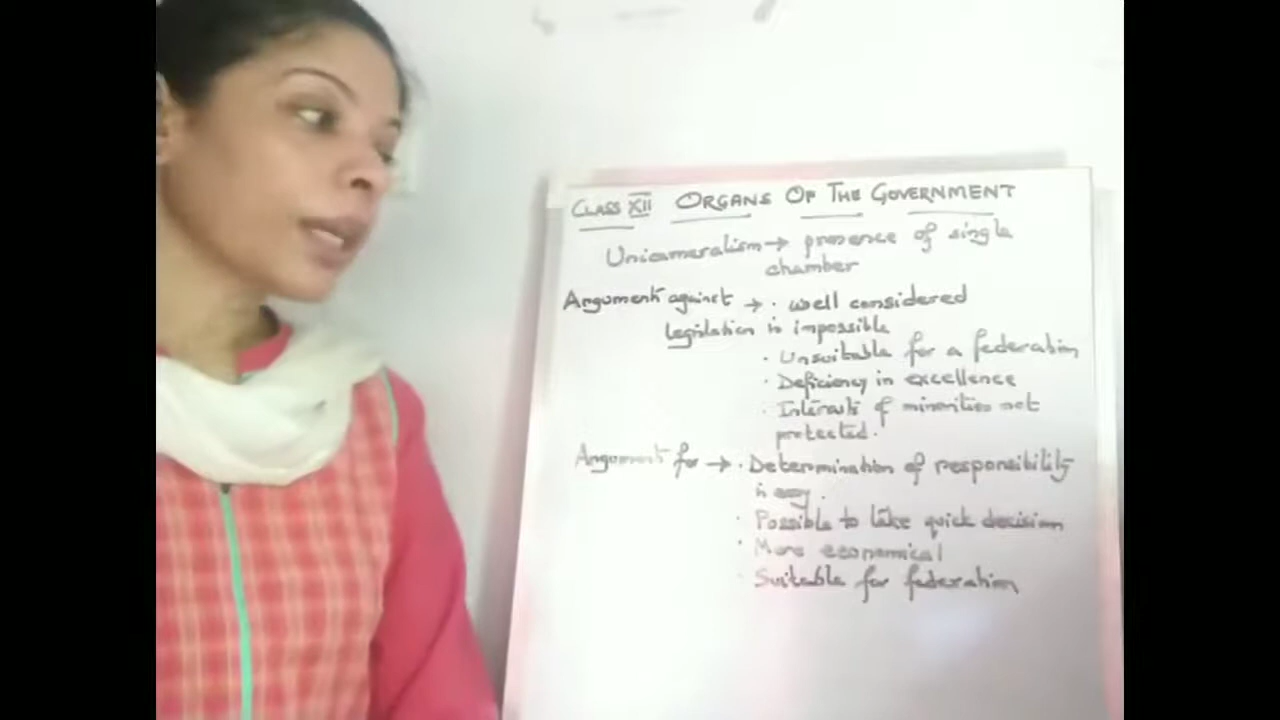 CLASS XII ORGANS OF THE GOVERNMENT
Unicameralism → presence of single
chamber
Argument against → · well considered
legislation is impossible
· Unsuitable for a federation
· Deficiency in excellence
· Interests of minorities not
protected.
Argument for → · Determination of responsibility
is easy.
· Possible to take quick decision
· More economical
· Suitable for federation